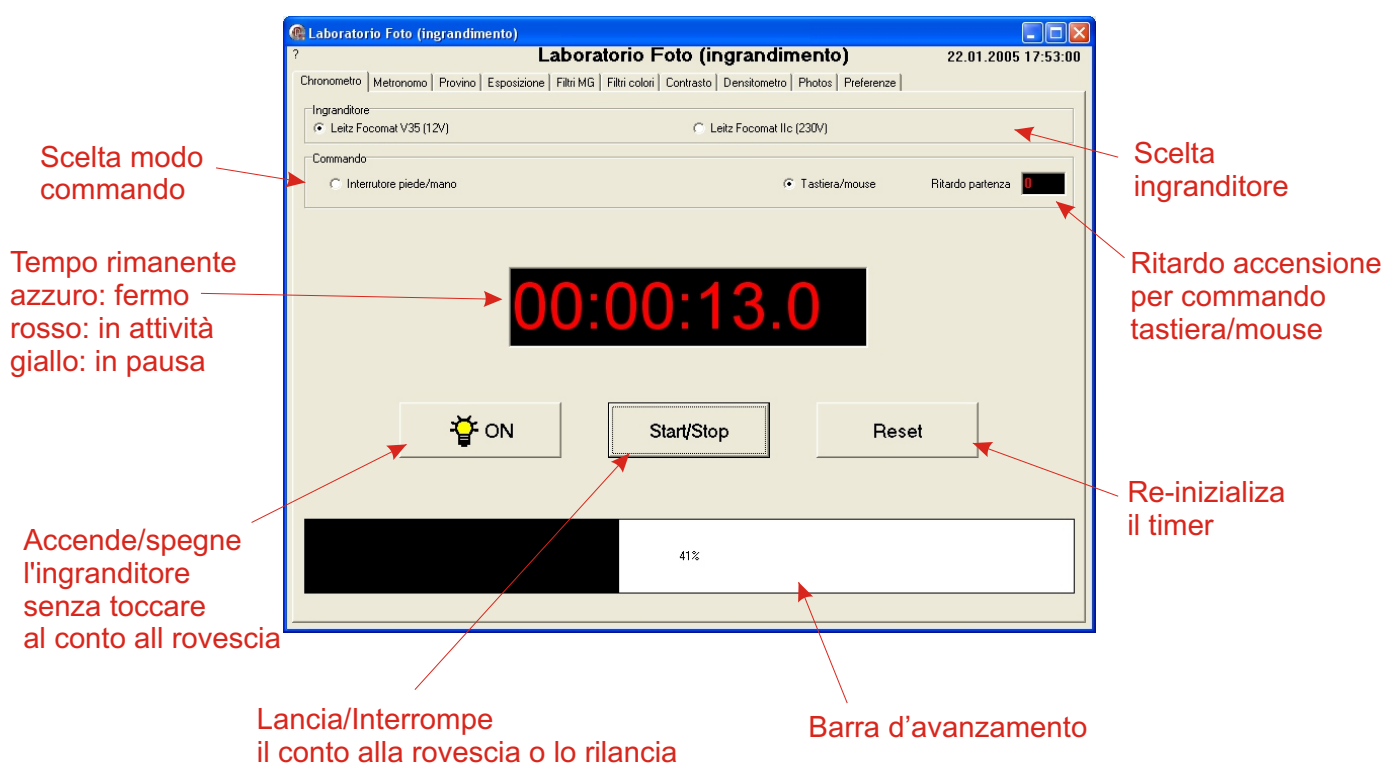 Laboratorio Foto (ingrandimento)
?
Laboratorio Foto (ingrandimento)
22.01.2005 17:53:00
Chronometro
Metronomo
Provino
Esposizione
Filtri MG
Filtri colori
Contrasto
Densitometro
Photos
Preferenze
Ingranditore
Leitz Focomat V35 (12V)
Leitz Focomat IIc (230V)
Commando
Interrutore piede/mano
Tastiera/mouse
Ritardo partenza
0
Scelta modo
commando
Scelta
ingranditore
Tempo rimanente
azzuro: fermo
rosso: in attività
giallo: in pausa
Ritardo accensione
per commando
tastiera/mouse
00:00:13.0
ON
Start/Stop
Reset
Re-inizializa
il timer
Accende/spegne
l'ingranditore
senza toccare
al conto all rovescia
41%
Lancia/Interrompe
il conto alla rovescia o lo rilancia
Barra d'avanzamento